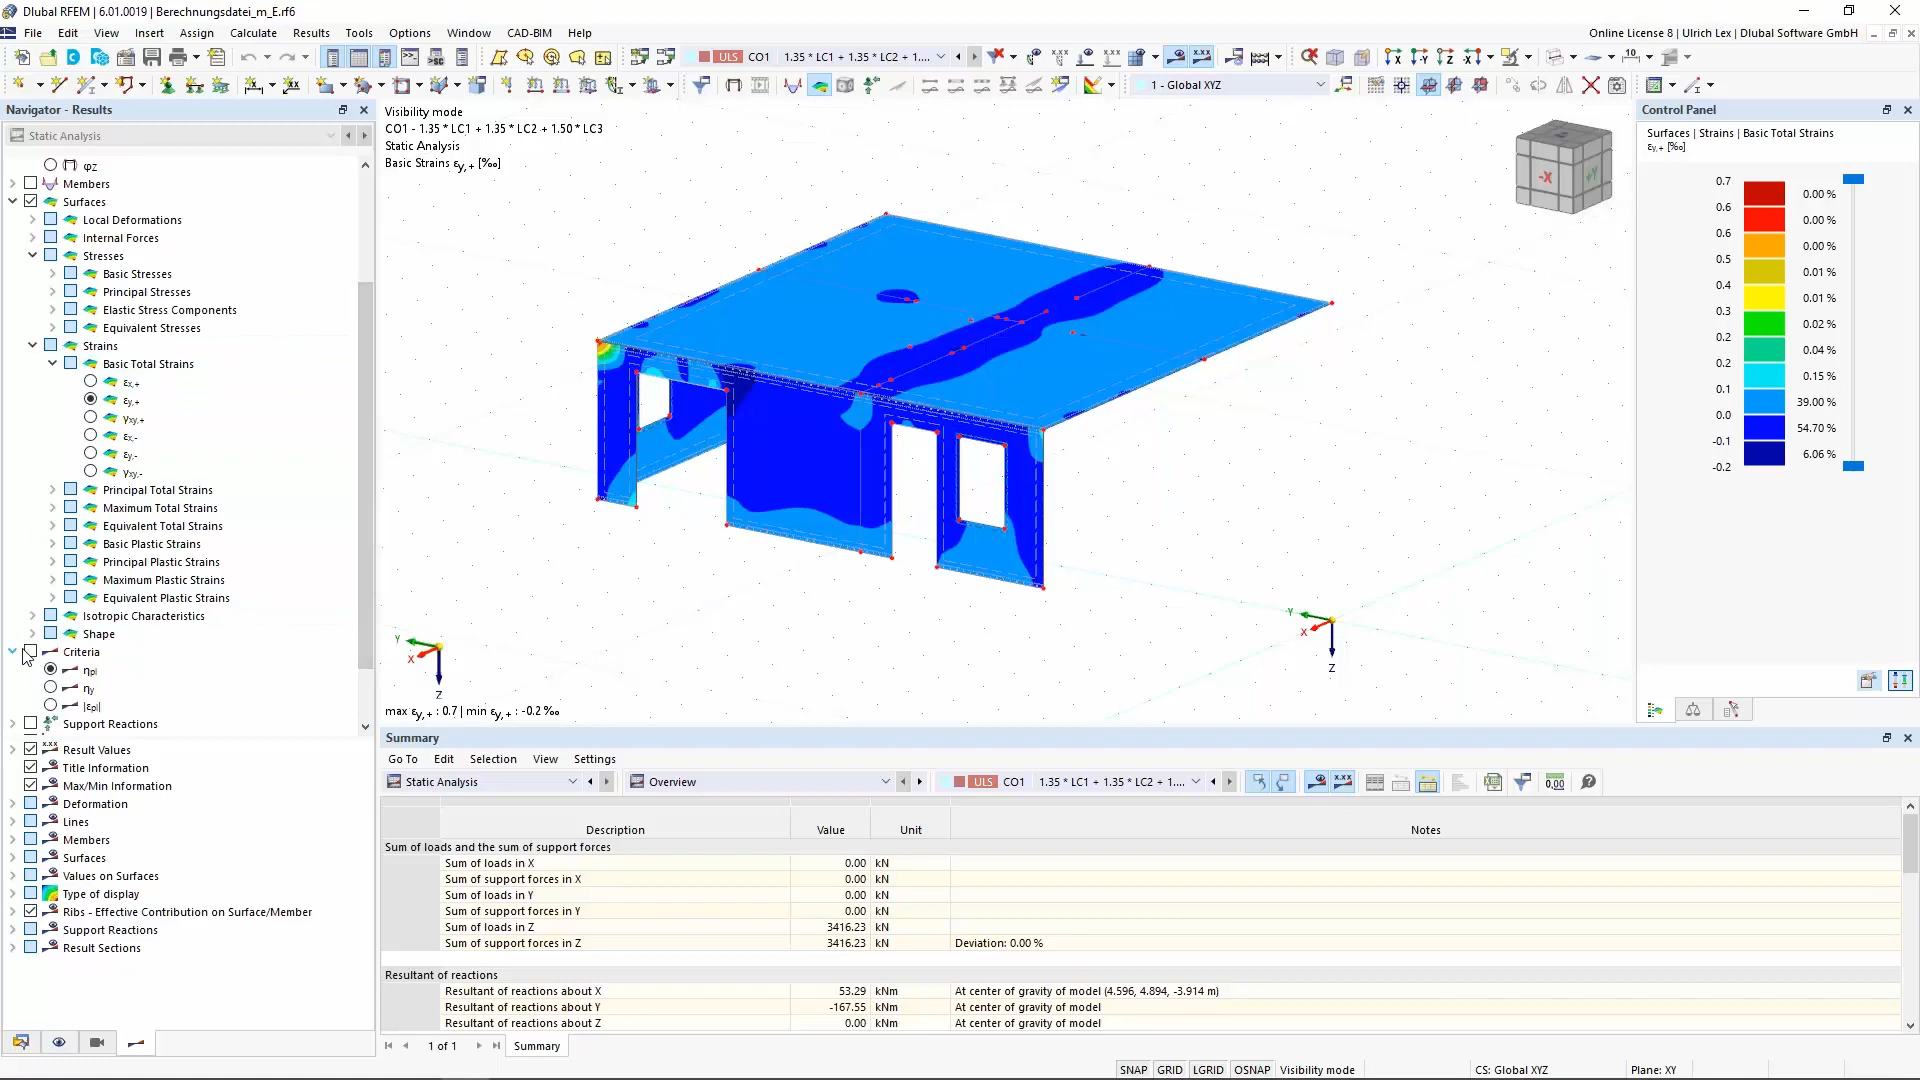 Dlubal RFEM | 6.01.0019 | Berechnungsdatei_m_E.rf6
File Edit View Insert Assign Calculate Results Tools Options Window CAD-BIM Help
Online License 8 | Ulrich Lex | Dlubal Software GmbH
ULS CO1 1.35 * LC1 + 1.35 * LC2 + 1....
1 - Global XYZ
Navigator - Results
Static Analysis
φZ
Members
Surfaces
Local Deformations
Internal Forces
Stresses
Basic Stresses
Principal Stresses
Elastic Stress Components
Equivalent Stresses
Strains
Basic Total Strains
εx,+
εy,+
γxy,+
εx,-
εy,-
γxy,-
Principal Total Strains
Maximum Total Strains
Equivalent Total Strains
Basic Plastic Strains
Principal Plastic Strains
Maximum Plastic Strains
Equivalent Plastic Strains
Isotropic Characteristics
Shape
Criteria
ηpl
ηy
|εpl|
Support Reactions
Result Values
Title Information
Max/Min Information
Deformation
Lines
Members
Surfaces
Values on Surfaces
Type of display
Ribs - Effective Contribution on Surface/Member
Support Reactions
Result Sections
Visibility mode
CO1 - 1.35 * LC1 + 1.35 * LC2 + 1.50 * LC3
Static Analysis
Basic Strains εy,+ [‰]
-X +Y
Y
X
Z
Y
X
Z
max εy,+ : 0.7 | min εy,+ : -0.2 ‰
Control Panel
Surfaces | Strains | Basic Total Strains
εy,+ [‰]
0.7
0.00 %
0.6
0.00 %
0.6
0.00 %
0.5
0.01 %
0.4
0.01 %
0.3
0.02 %
0.2
0.04 %
0.2
0.15 %
0.1
39.00 %
0.0
54.70 %
-0.1
6.06 %
-0.2
Summary
Go To Edit Selection View Settings
Static Analysis Overview ULS CO1 1.35 * LC1 + 1.35 * LC2 + 1....
Description Value Unit Notes
Sum of loads and the sum of support forces
Sum of loads in X 0.00 kN
Sum of support forces in X 0.00 kN
Sum of loads in Y 0.00 kN
Sum of support forces in Y 0.00 kN
Sum of loads in Z 3416.23 kN
Sum of support forces in Z 3416.23 kN Deviation: 0.00 %
Resultant of reactions
Resultant of reactions about X 53.29 kNm At center of gravity of model (4.596, 4.894, -3.914 m)
Resultant of reactions about Y -167.55 kNm At center of gravity of model
Resultant of reactions about Z 0.00 kNm At center of gravity of model
1 of 1 Summary
SNAP GRID LGRID OSNAP Visibility mode CS: Global XYZ Plane: XY